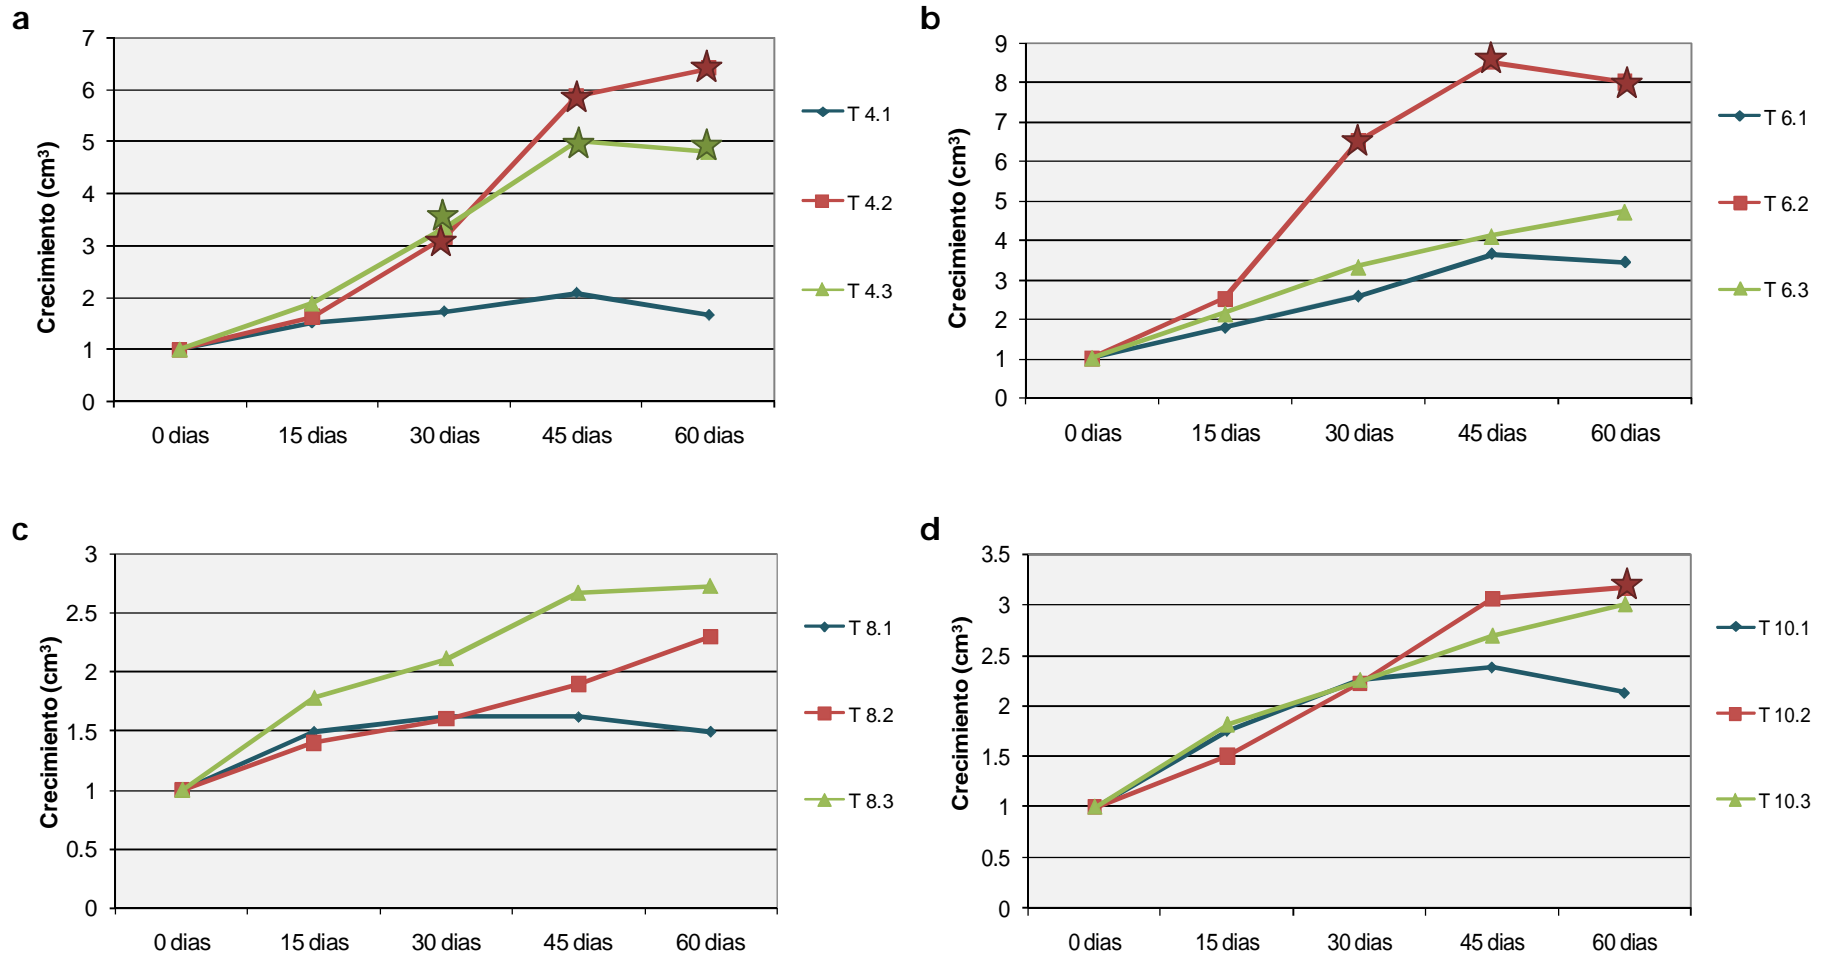 a
7
6
5
4
3
2
1
0
Crecimiento (cm³)
0 dias 15 dias 30 dias 45 dias 60 dias
T 4.1
T 4.2
T 4.3
b
9
8
7
6
5
4
3
2
1
0
Crecimiento (cm³)
0 dias 15 dias 30 dias 45 dias 60 dias
T 6.1
T 6.2
T 6.3
c
3
2.5
2
1.5
1
0.5
0
Crecimiento (cm³)
0 dias 15 dias 30 dias 45 dias 60 dias
T 8.1
T 8.2
T 8.3
d
3.5
3
2.5
2
1.5
1
0.5
0
Crecimiento (cm³)
0 dias 15 dias 30 dias 45 dias 60 dias
T 10.1
T 10.2
T 10.3